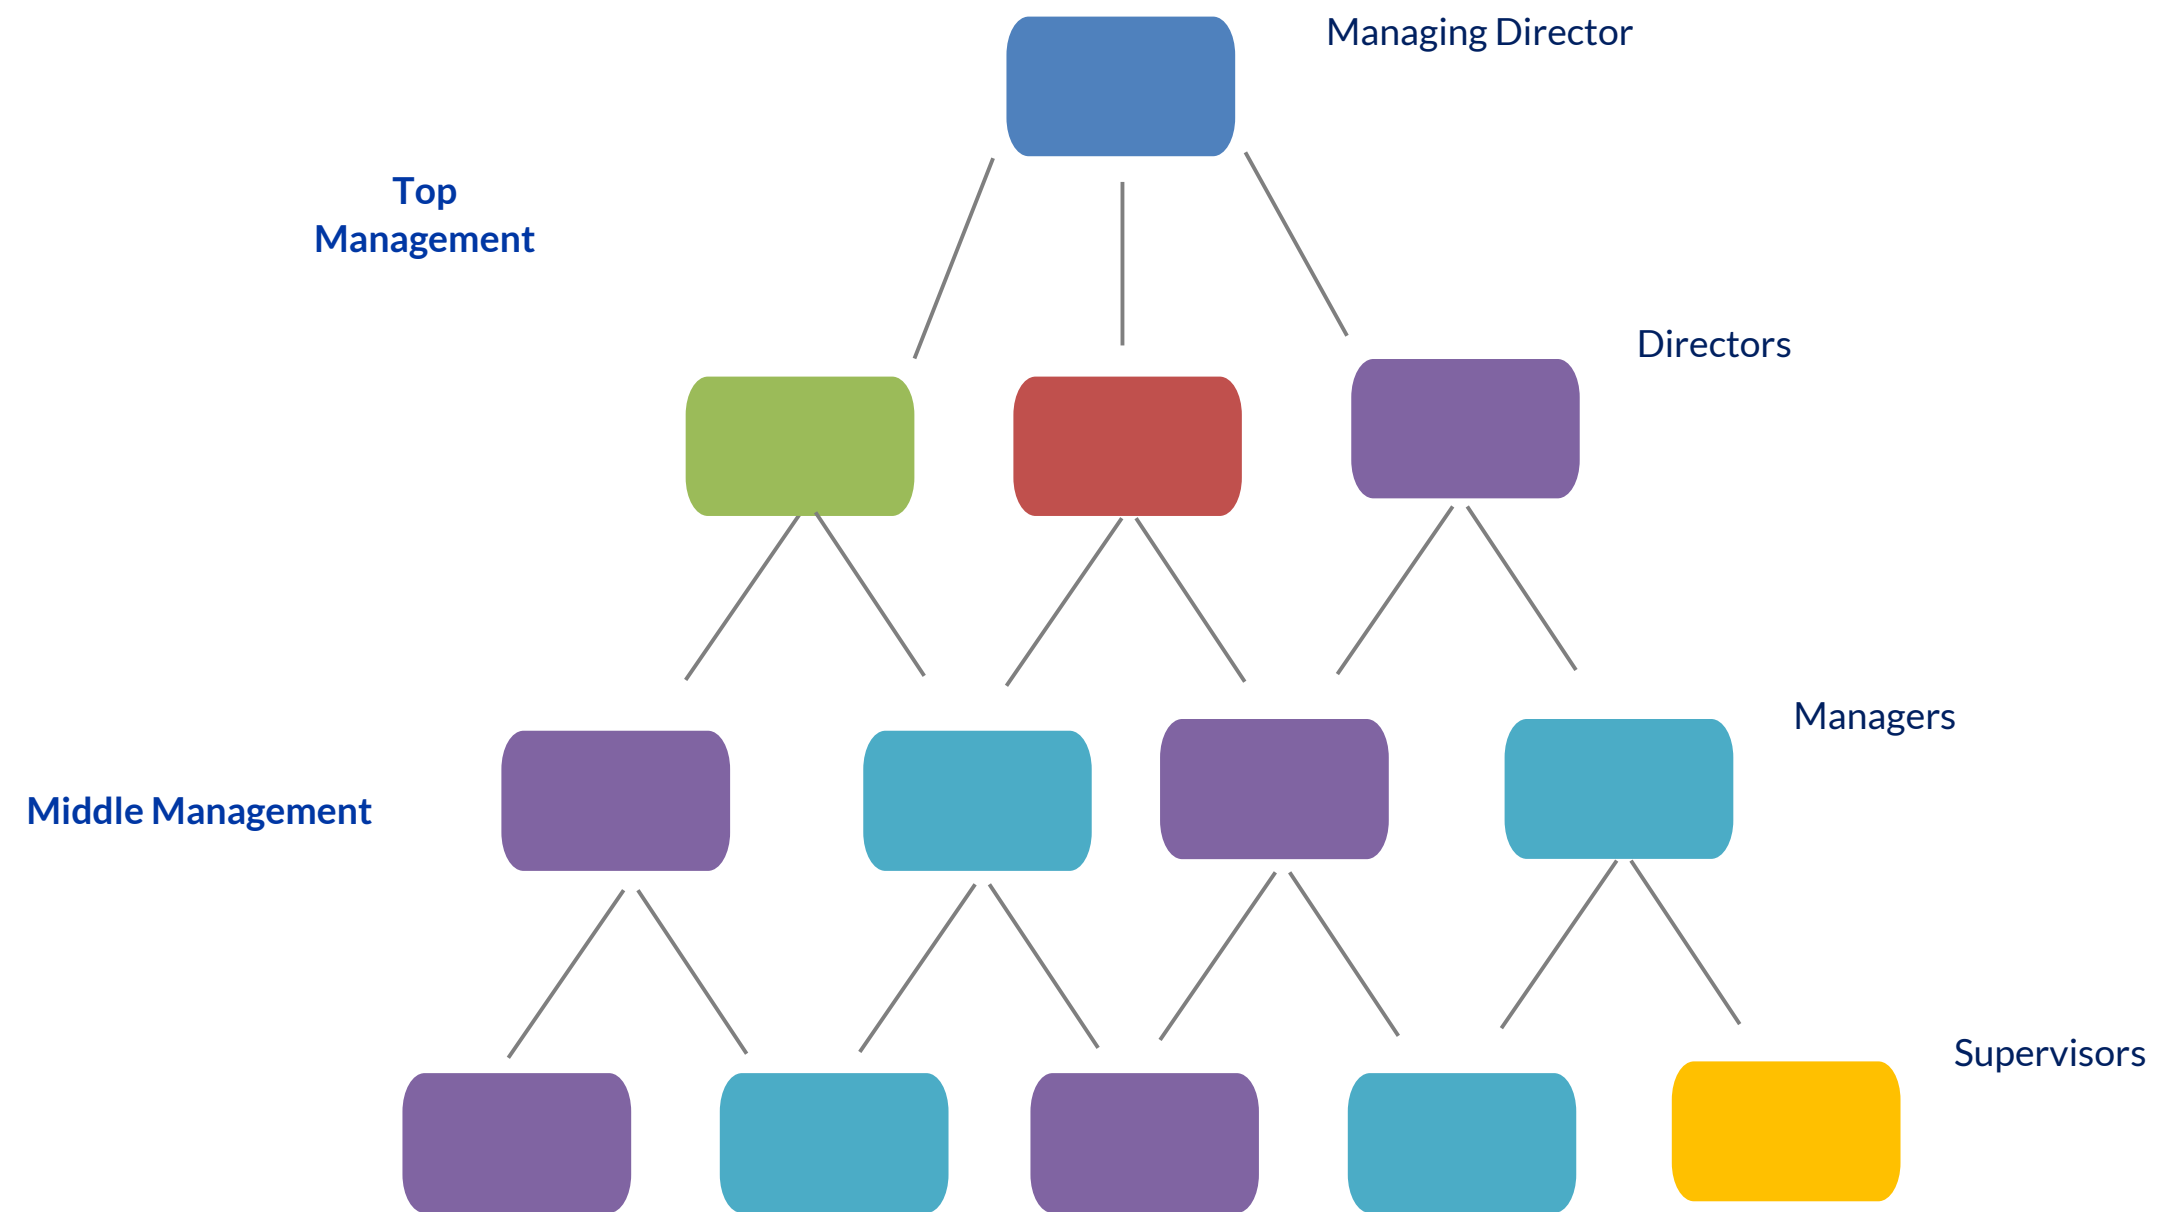 Managing Director
Top
Management
Directors
Managers
Middle Management
Supervisors